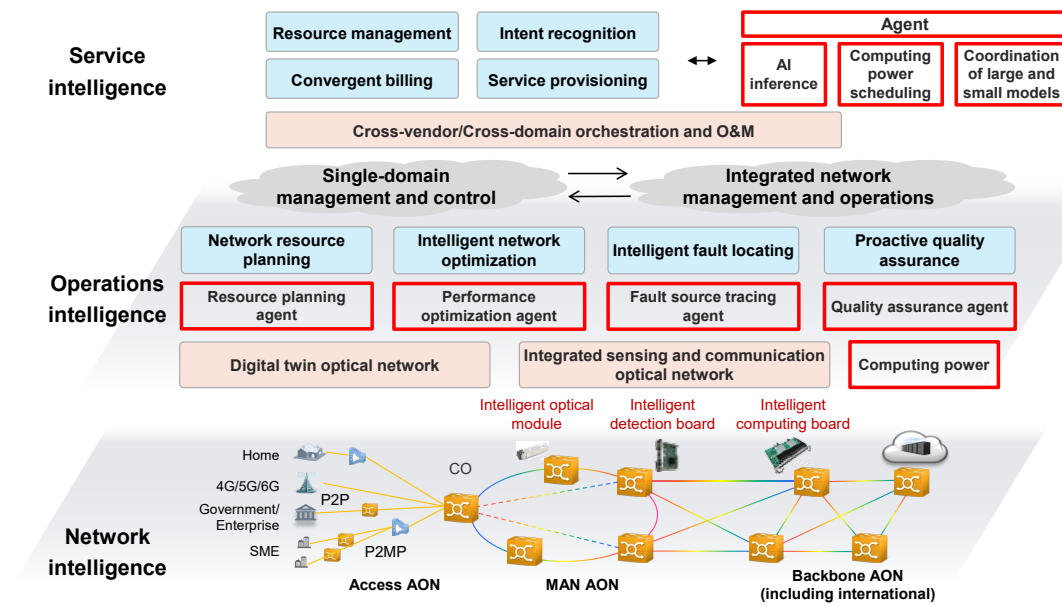 Service
intelligence
Resource management
Intent recognition
Convergent billing
Service provisioning
Agent
AI
inference
Computing
power
scheduling
Coordination
of large and
small models
Cross-vendor/Cross-domain orchestration and O&M
Single-domain
management and control
Integrated network
management and operations
Operations
intelligence
Network resource
planning
Intelligent network
optimization
Intelligent fault locating
Proactive quality
assurance
Resource planning
agent
Performance
optimization agent
Fault source tracing
agent
Quality assurance agent
Digital twin optical network
Integrated sensing and communication
optical network
Computing power
Intelligent optical
module
Intelligent
detection board
Intelligent
computing board
Network
intelligence
Home
4G/5G/6G
P2P
Government/
Enterprise
SME
P2MP
CO
Access AON
MAN AON
Backbone AON
(including international)